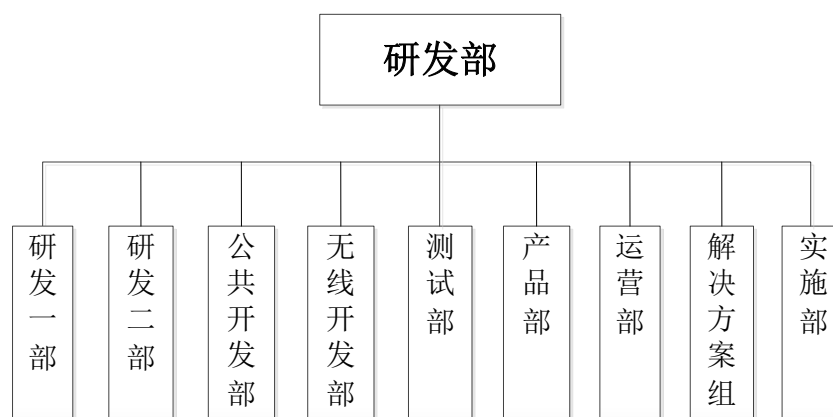 研发部
研发一部
研发二部
公共开发部
无线开发部
测试部
产品部
运营部
解决方案组
实施部